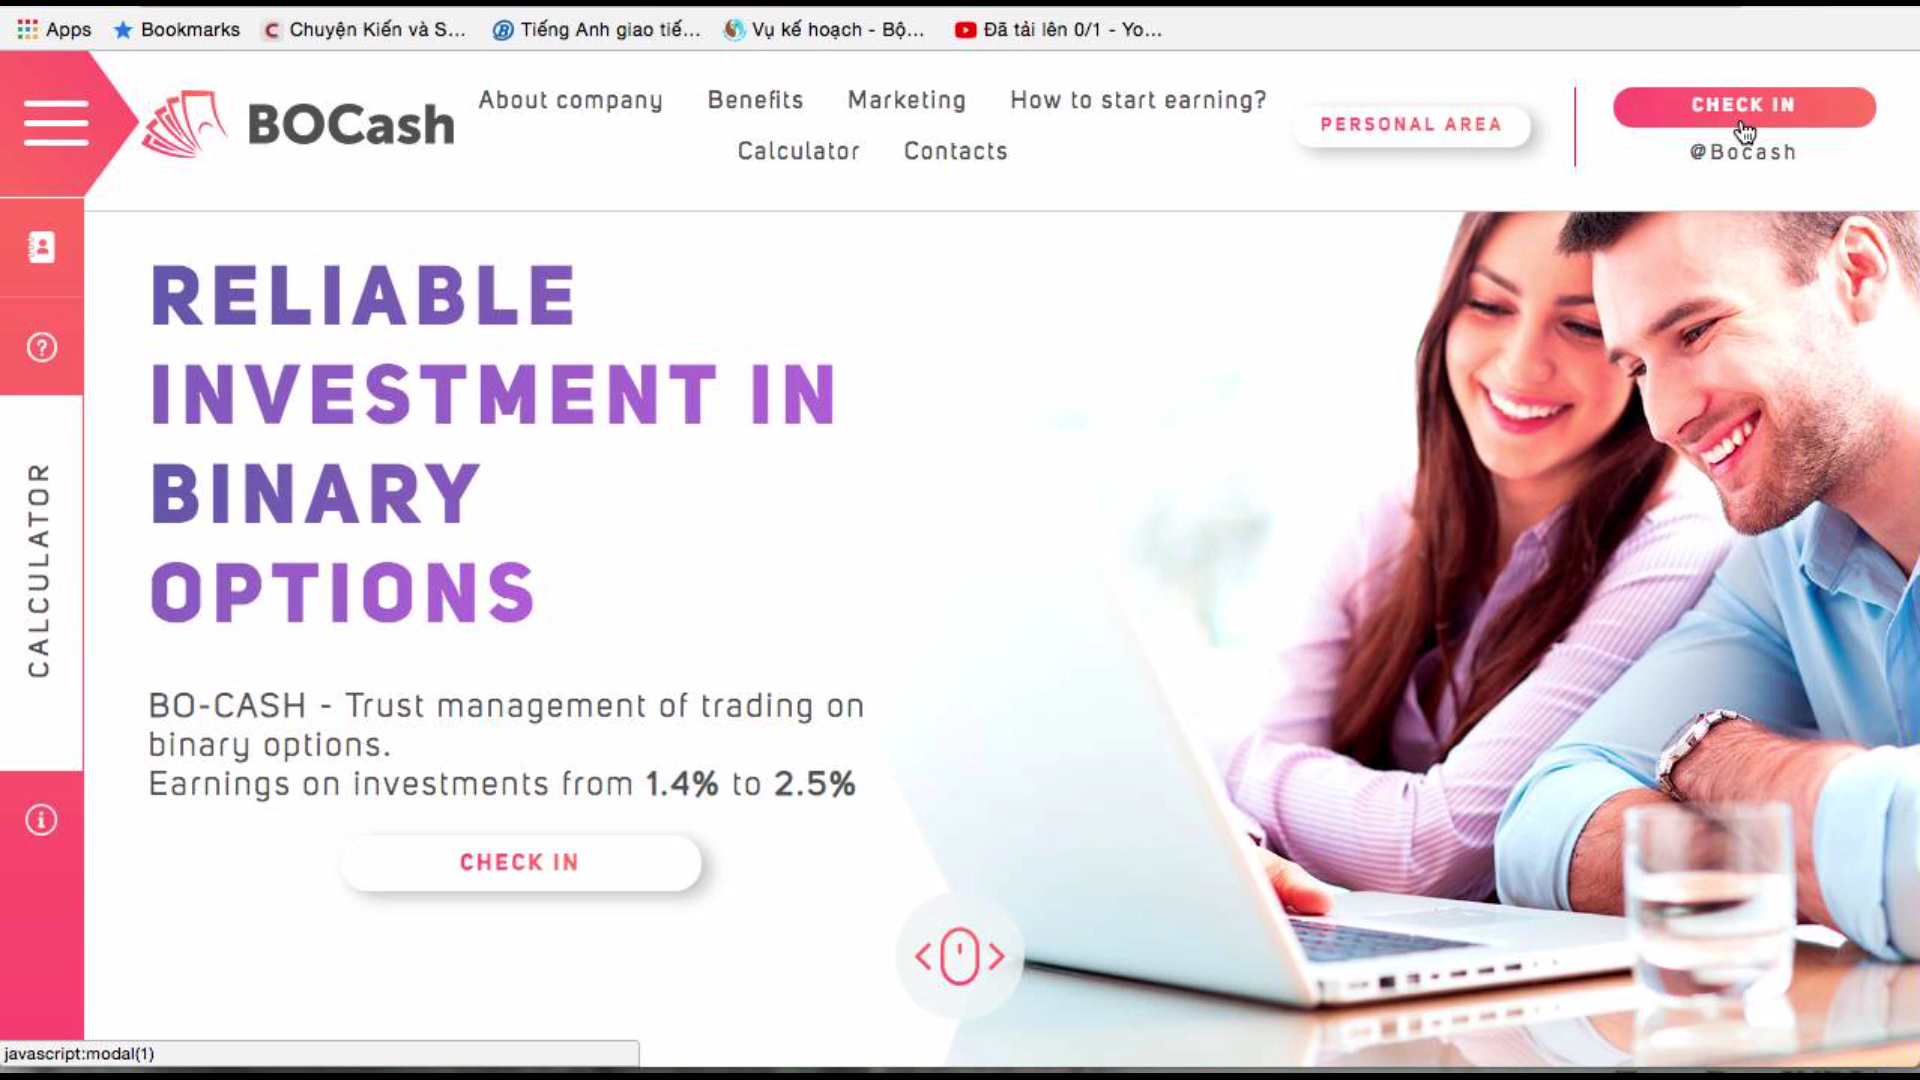 Apps
Bookmarks
Chuyện Kiến và S...
Tiếng Anh giao tiế...
Vụ kế hoạch - Bộ...
Đã tải lên 0/1 - Yo...
BOCash
About company
Benefits
Marketing
How to start earning?
Calculator
Contacts
PERSONAL AREA
CHECK IN
@Bocash
CALCULATOR
RELIABLE
INVESTMENT IN
BINARY
OPTIONS
BO-CASH - Trust management of trading on
binary options.
Earnings on investments from 1.4% to 2.5%
CHECK IN
javascript:modal(1)